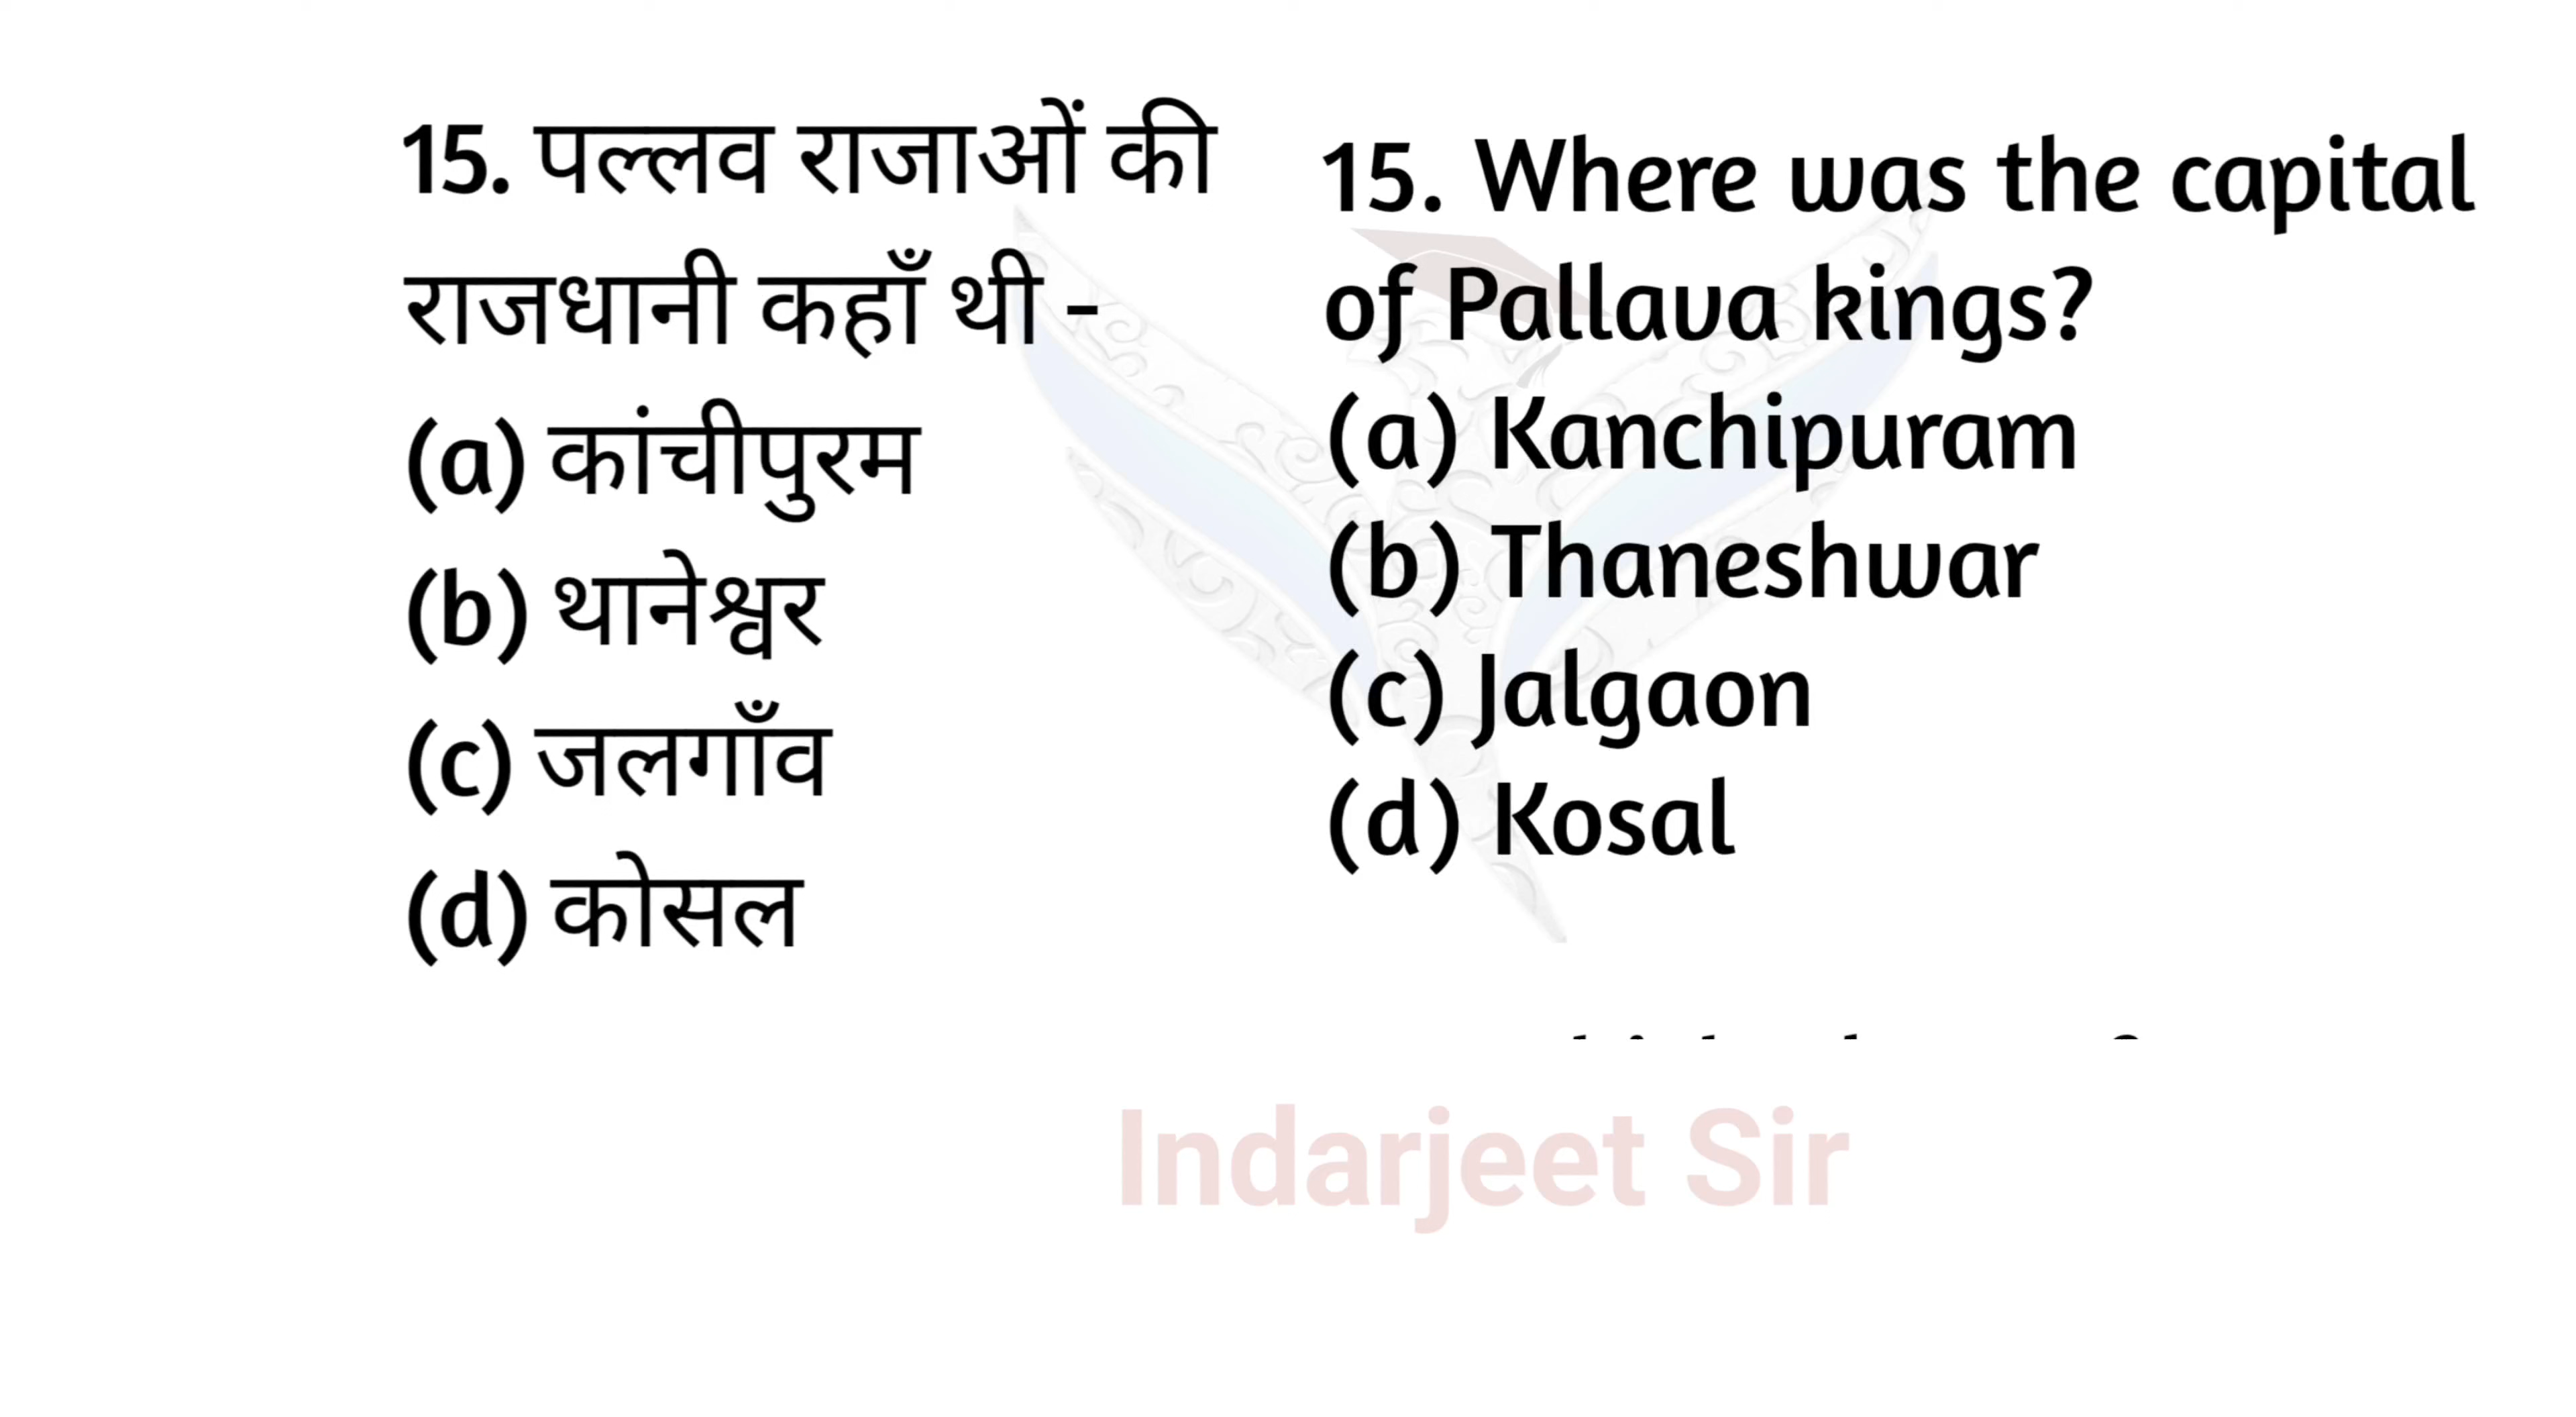 15. पल्लव राजाओं की
राजधानी कहाँ थी -
(a) कांचीपुरम
(b) थानेश्वर
(c) जलगाँव
(d) कोसल
15. Where was the capital
of Pallava kings?
(a) Kanchipuram
(b) Thaneshwar
(c) Jalgaon
(d) Kosal
Indarjeet Sir